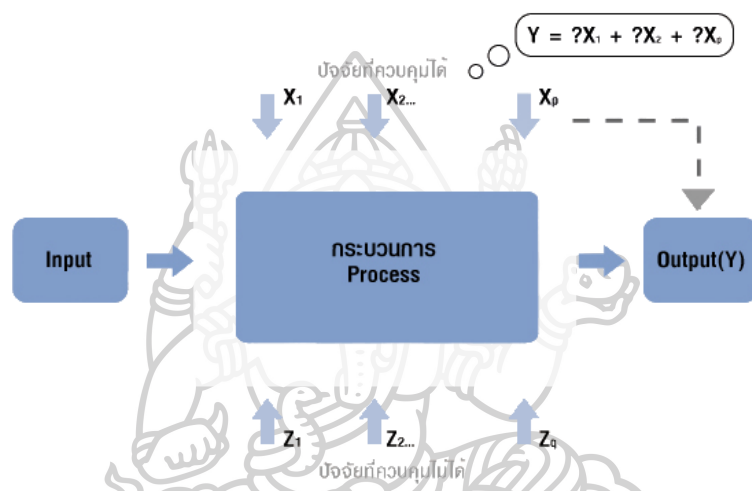 Y = ?X₁ + ?X₂ + ?Xₚ
ปัจจัยที่ควบคุมได้
X₁ X₂... Xₚ
Input
กระบวนการ
Process
Output(Y)
Z₁ Z₂... Z_q
ปัจจัยที่ควบคุมไม่ได้